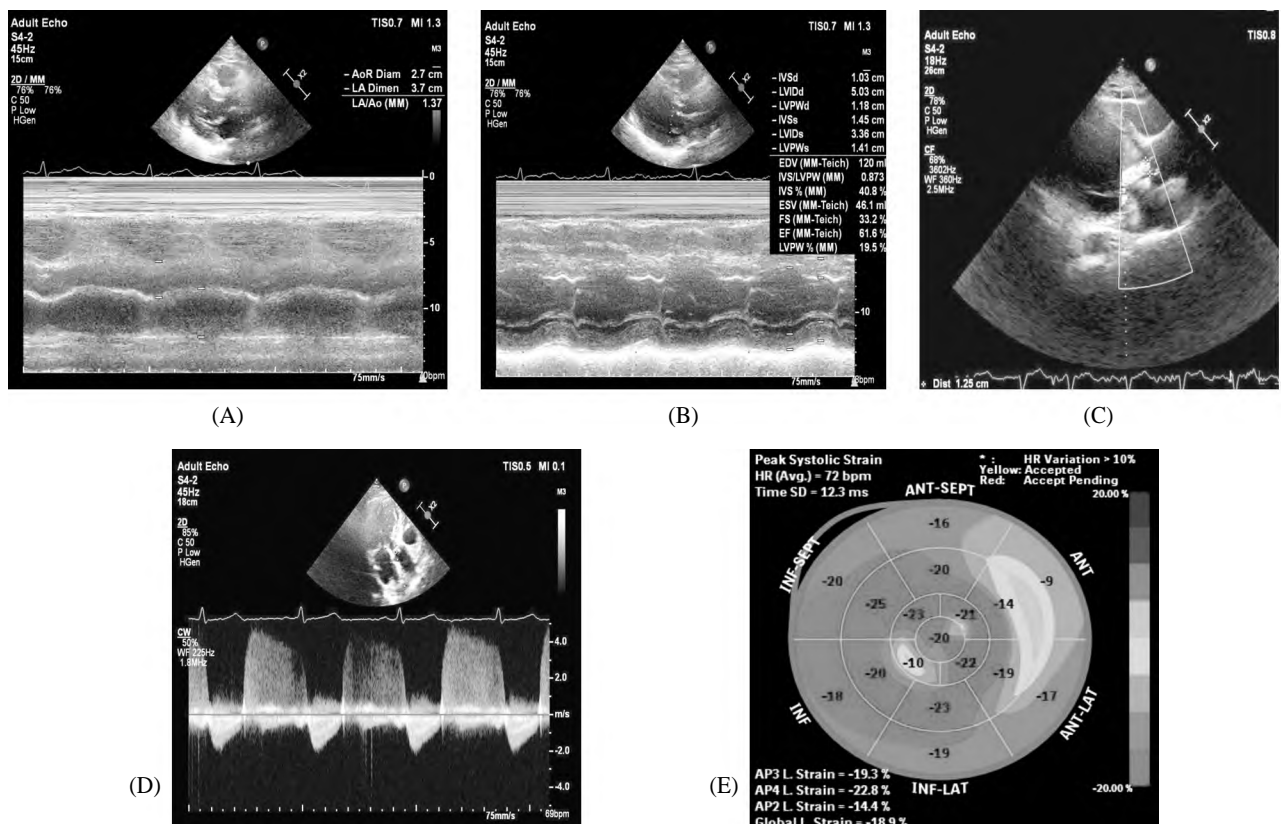 Adult Echo
TIS0.7 MI 1.3
S4-2
45Hz
15cm
M3
2D / MM
76% 76%
C 50
P Low
HGen
AoR Diam 2.7 cm
LA Dimen 3.7 cm
LA/Ao (MM) 1.37
0
5
10
75mm/s
(A)
Adult Echo
TIS0.7 MI 1.3
S4-2
45Hz
15cm
M3
2D / MM
76% 76%
C 50
P Low
HGen
IVSd 1.03 cm
LVIDd 5.03 cm
LVPWd 1.18 cm
IVSs 1.45 cm
LVIDs 3.36 cm
LVPWs 1.41 cm
EDV (MM-Teich) 120 ml
IVS/LVPW (MM) 0.873
IVS % (MM) 40.8 %
ESV (MM-Teich) 46.1 ml
FS (MM-Teich) 33.2 %
EF (MM-Teich) 61.6 %
LVPW % (MM) 19.5 %
10
75mm/s
(B)
Adult Echo
TIS0.8
S4-2
18Hz
26cm
2D
78%
C 50
P Low
HGen
CF
68%
3602Hz
WF 360Hz
2.5MHz
Dist 1.25 cm
(C)
Adult Echo
TIS0.5 MI 0.1
S4-2
45Hz
18cm
M3
2D
85%
C 50
P Low
HGen
CW
50%
WF 225Hz
1.8MHz
4.0
2.0
m/s
-2.0
-4.0
75mm/s
69bpm
(D)
Peak Systolic Strain
HR (Avg.) = 72 bpm
Time SD = 12.3 ms
* : HR Variation > 10%
Yellow: Accepted
Red: Accept Pending
20.00 %
ANT-SEPT
INF-SEPT
ANT
INF
ANT-LAT
INF-LAT
-16
-20
-9
-20
-25
-23
-21
-14
-20
-10
-22
-19
-18
-20
-17
-23
-19
-20.00 %
AP3 L. Strain = -19.3 %
AP4 L. Strain = -22.8 %
AP2 L. Strain = -14.4 %
Global L. Strain = -18.9 %
(E)